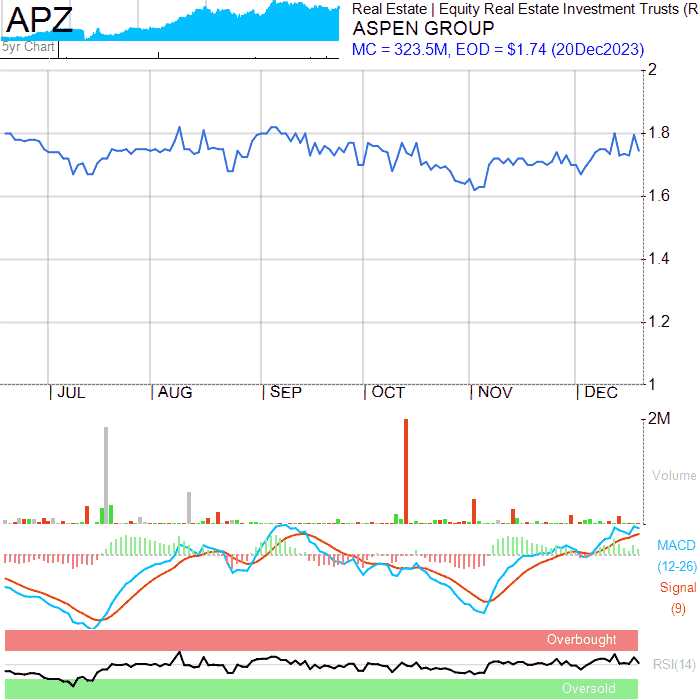 APZ
5yr Chart
Real Estate | Equity Real Estate Investment Trusts (R
ASPEN GROUP
MC = 323.5M, EOD = $1.74 (20Dec2023)
2
1.8
1.6
1.4
1.2
1
JUL AUG SEP OCT NOV DEC
2M
Volume
MACD
(12-26)
Signal
(9)
Overbought
RSI(14)
Oversold